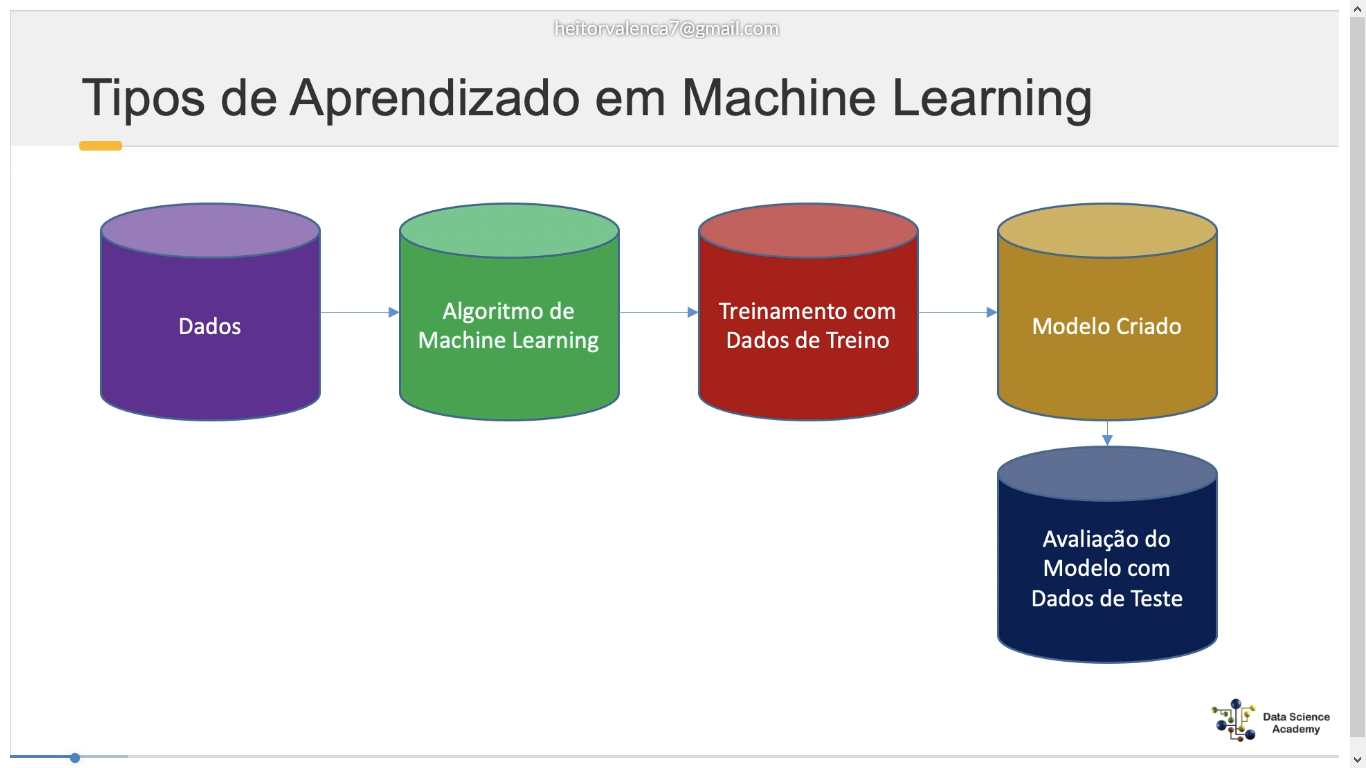 heitorvalenca7@gmail.com
Tipos de Aprendizado em Machine Learning
Dados
Algoritmo de
Machine Learning
Treinamento com
Dados de Treino
Modelo Criado
Avaliação do
Modelo com
Dados de Teste
Data Science
Academy